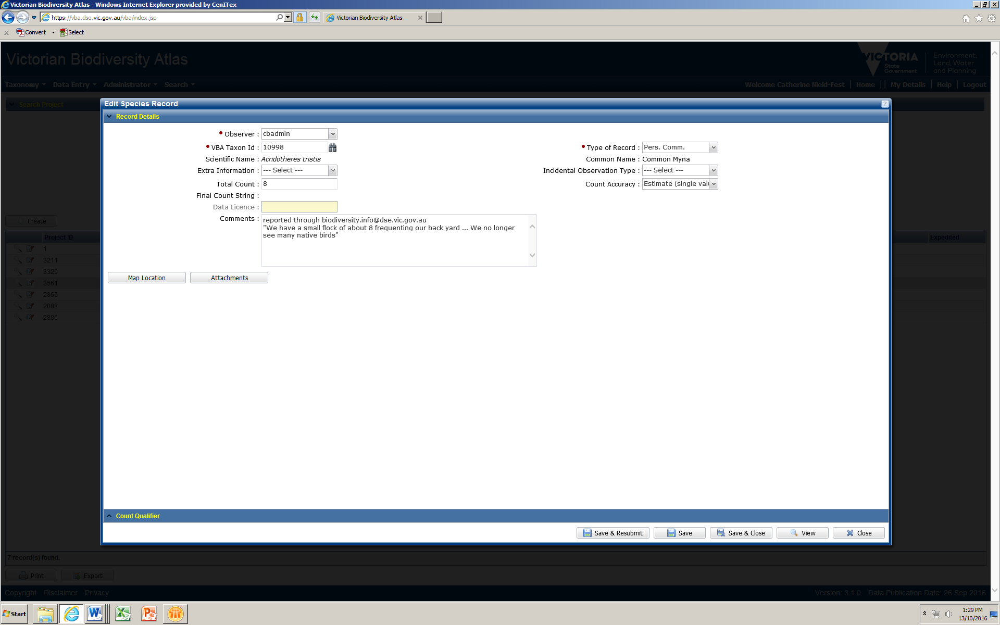 Victorian Biodiversity Atlas - Windows Internet Explorer provided by CenITex
https://vba.dse.vic.gov.au/vba/index.jsp
Victorian Biodiversity Atlas
Convert
Select
Victorian Biodiversity Atlas
VICTORIA
State
Government
Environment,
Land, Water
and Planning
Taxonomy Data Entry Administrator Search
Welcome Catherine Nield-Fest | Home | | My Details | Help | Logout
Search Project
Edit Species Record
?
Record Details
Observer : cbadmin
VBA Taxon Id : 10998
Type of Record : Pers. Comm.
Scientific Name : Acridotheres tristis
Common Name : Common Myna
Extra Information : --- Select ---
Incidental Observation Type : --- Select ---
Total Count : 8
Count Accuracy : Estimate (single val
Final Count String :
Data Licence :
Comments : reported through biodiversity.info@dse.vic.gov.au
"We have a small flock of about 8 frequenting our back yard ... We no longer
see many native birds"
Create
Project ID
Expedited
1
3211
3329
3561
2865
2888
2886
Map Location
Attachments
Count Qualifier
Save & Resubmit
Save
Save & Close
View
Close
7 record(s) found.
Print
Export
Copyright Disclaimer Privacy
Version: 3.1.0 Data Publication Date: 26 Sep 2016
Start
1:29 PM
13/10/2016